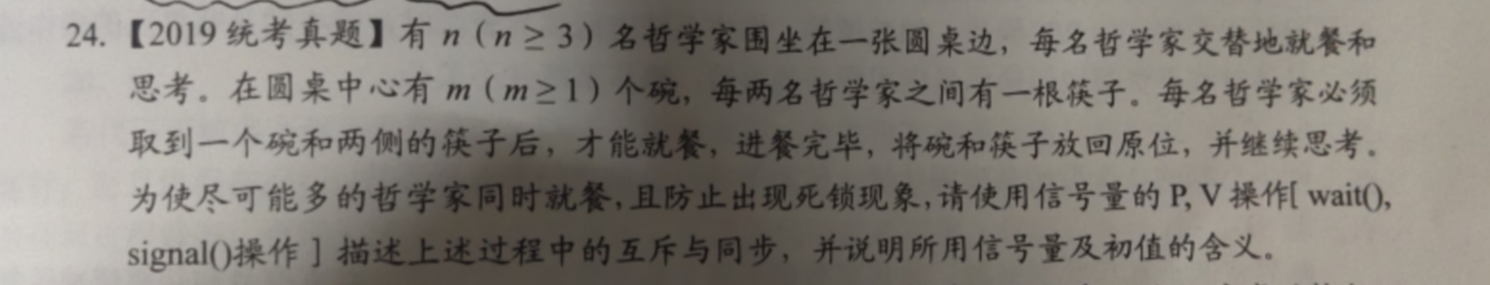 24.【2019 统考真题】有 n（n ≥ 3）名哲学家围坐在一张圆桌边，每名哲学家交替地就餐和
思考。在圆桌中心有 m（m ≥ 1）个碗，每两名哲学家之间有一根筷子。每名哲学家必须
取到一个碗和两侧的筷子后，才能就餐，进餐完毕，将碗和筷子放回原位，并继续思考。
为使尽可能多的哲学家同时就餐，且防止出现死锁现象，请使用信号量的 P, V 操作[ wait(),
signal()操作 ] 描述上述过程中的互斥与同步，并说明所用信号量及初值的含义。